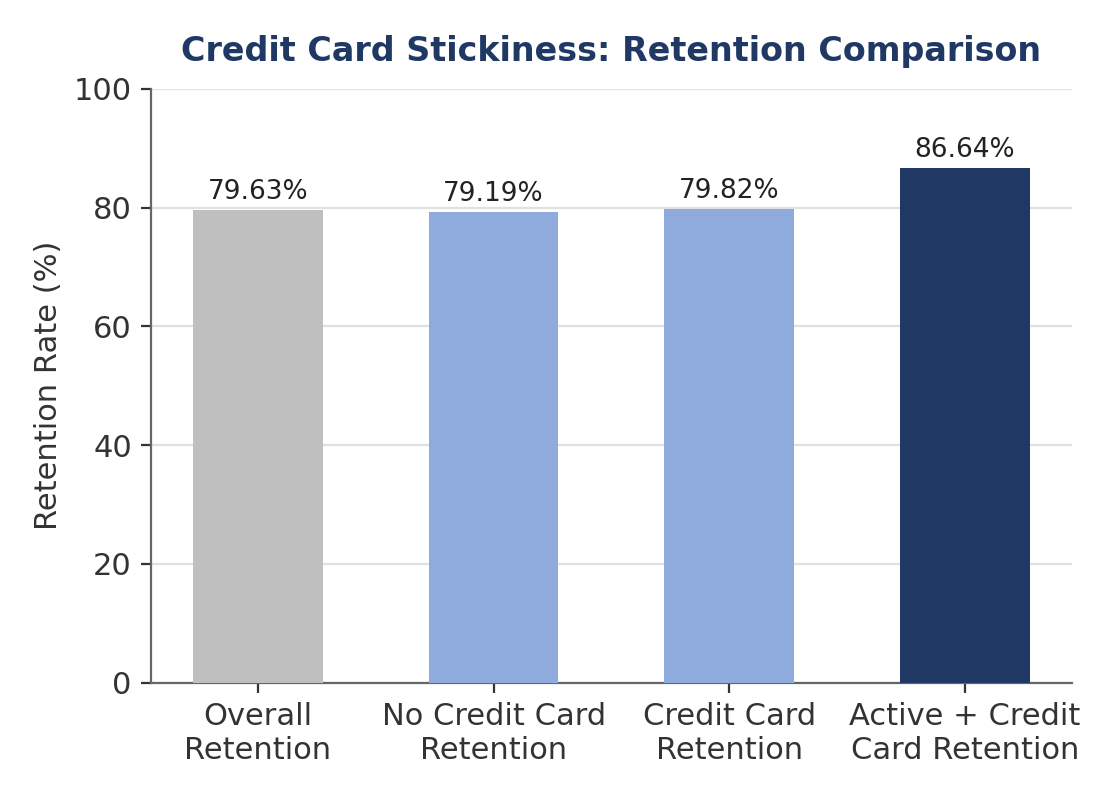 Credit Card Stickiness: Retention Comparison
100
80
60
40
20
0
Retention Rate (%)
79.63%
79.19%
79.82%
86.64%
Overall
Retention
No Credit Card
Retention
Credit Card
Retention
Active + Credit
Card Retention